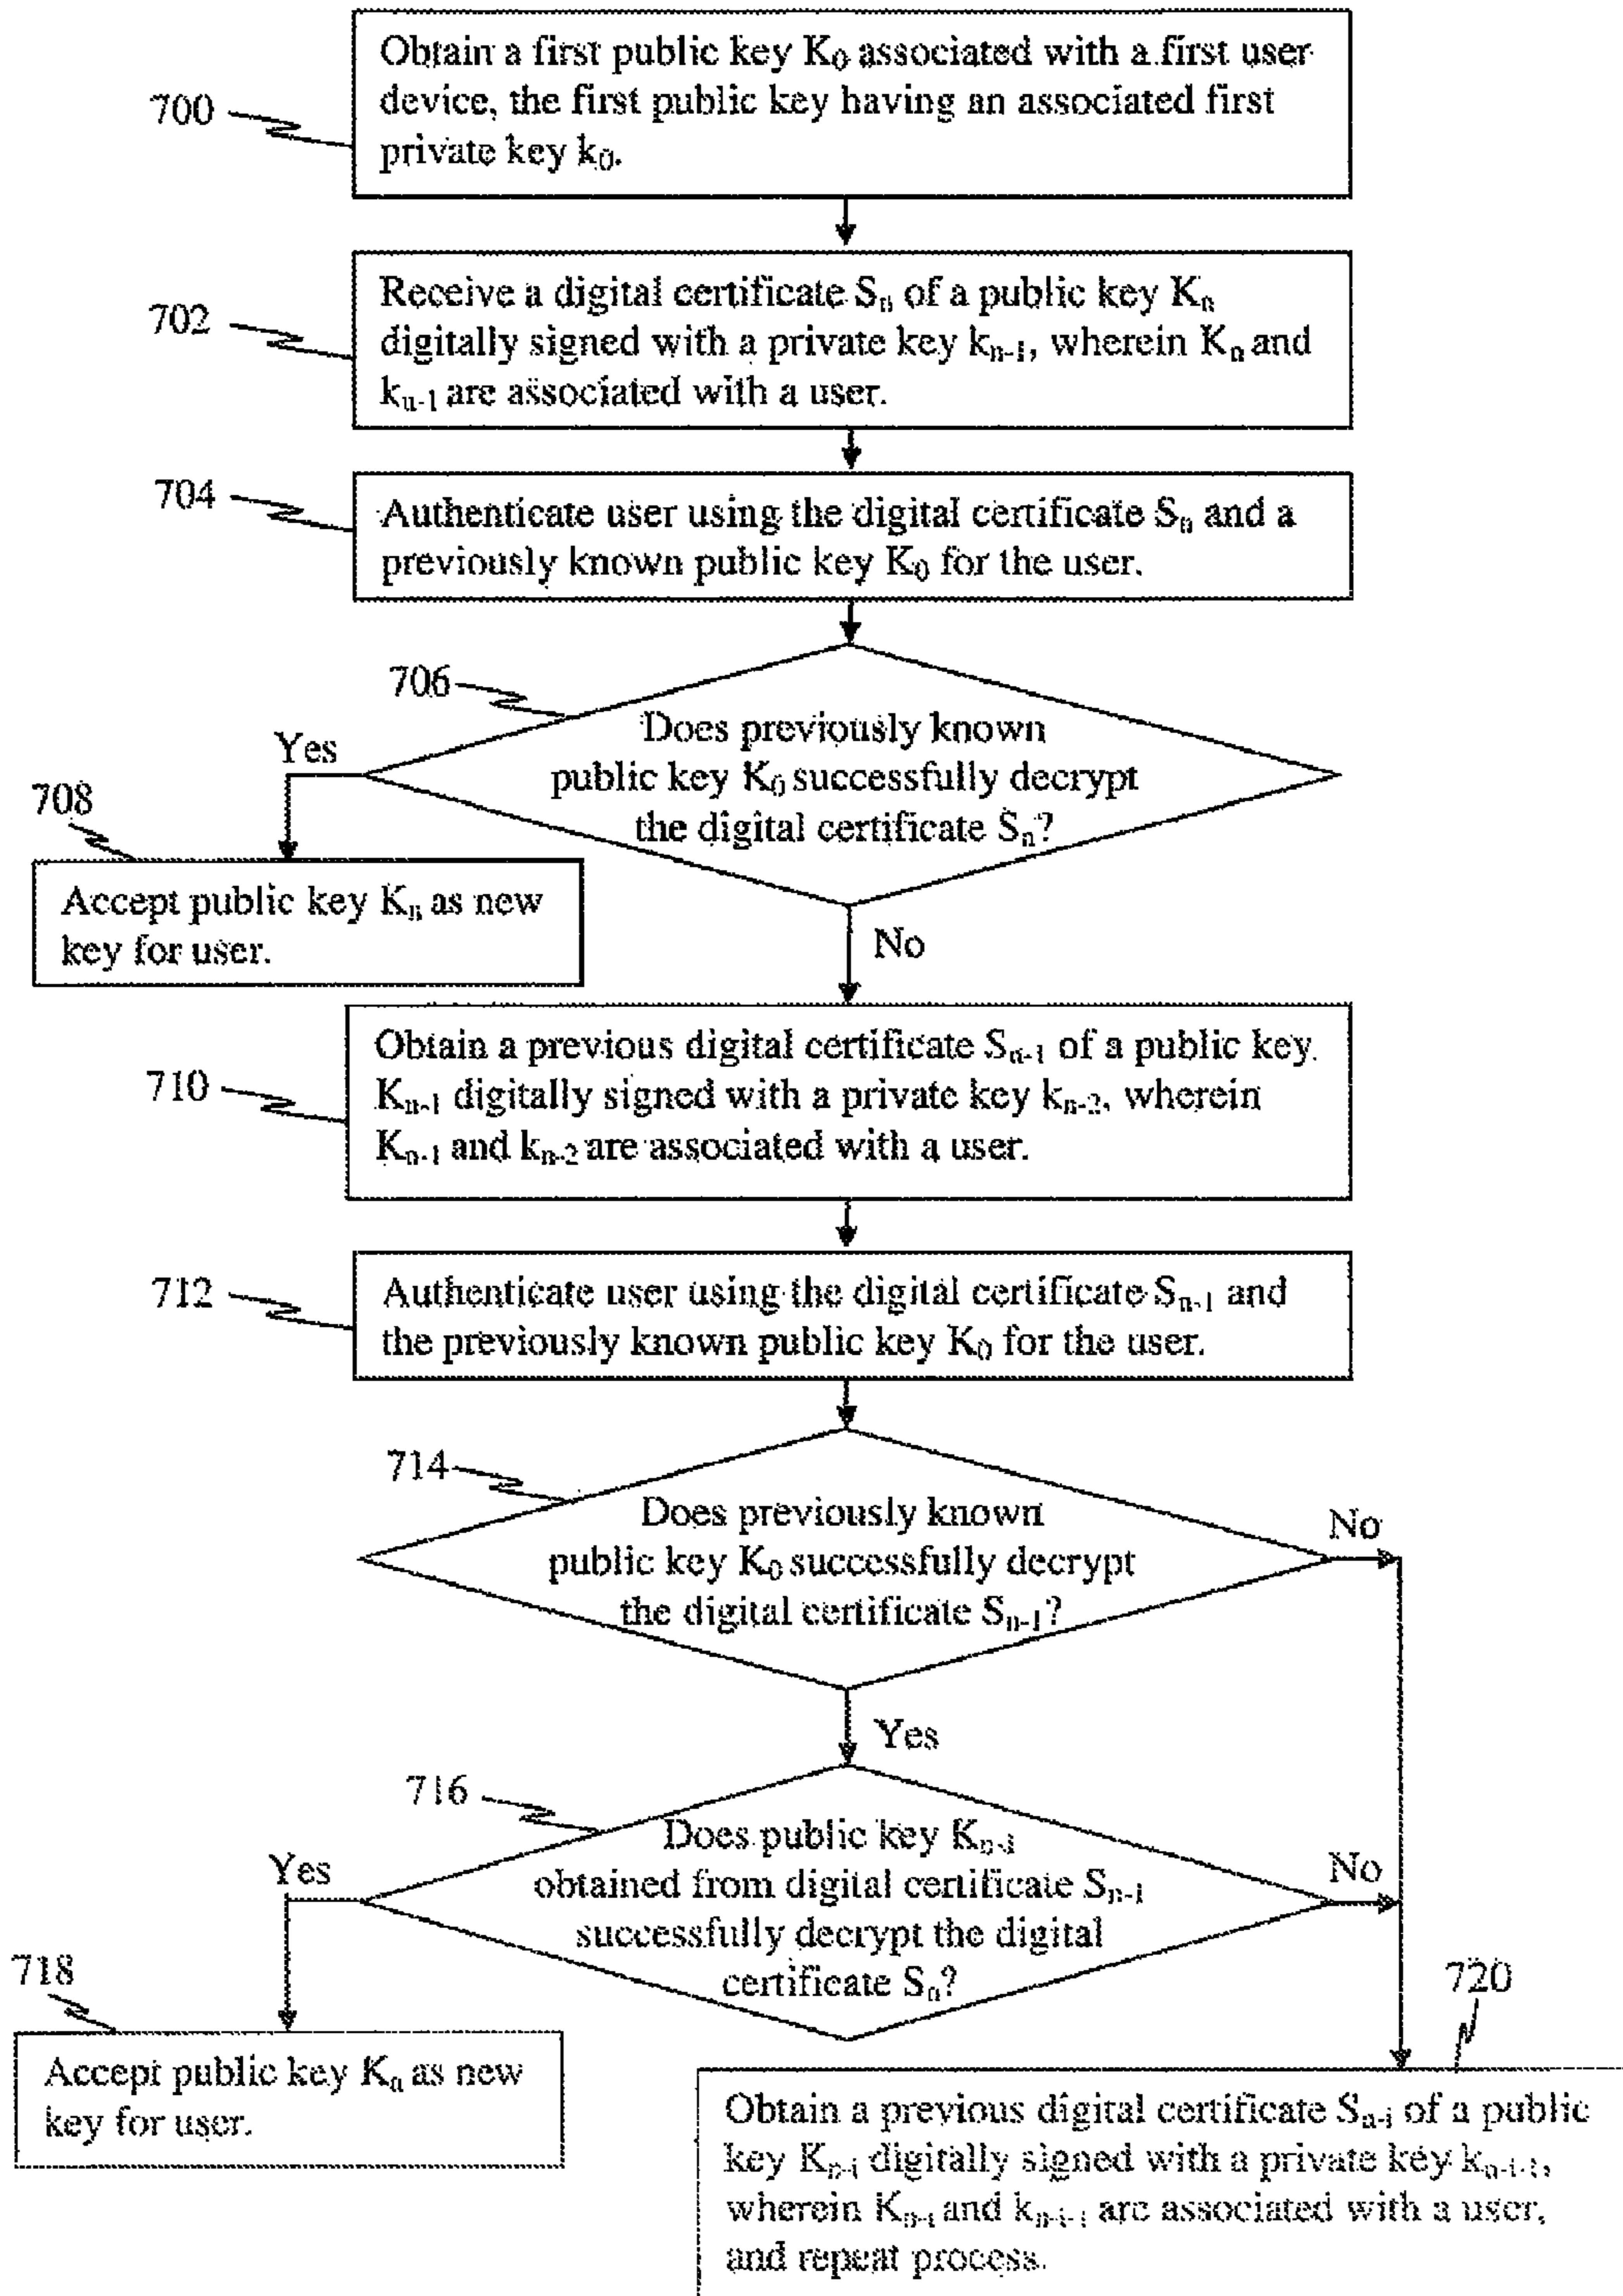 Obtain a first public key K₀ associated with a first user
device, the first public key having an associated first
private key k₀.
700
Receive a digital certificate Sₙ of a public key Kₙ
digitally signed with a private key kₙ₋₁, wherein Kₙ and
kₙ₋₁ are associated with a user.
702
704
Authenticate user using the digital certificate Sₙ and a
previously known public key K₀ for the user.
706
Does previously known
public key K₀ successfully decrypt
the digital certificate Sₙ?
Yes
708
Accept public key Kₙ as new
key for user.
No
Obtain a previous digital certificate Sₙ₋₁ of a public key
Kₙ₋₁ digitally signed with a private key kₙ₋₂, wherein
Kₙ₋₁ and kₙ₋₂ are associated with a user.
710
712
Authenticate user using the digital certificate Sₙ₋₁ and
the previously known public key K₀ for the user.
714
Does previously known
public key K₀ successfully decrypt
the digital certificate Sₙ₋₁?
No
Yes
716
Does public key Kₙ₋₁
obtained from digital certificate Sₙ₋₁
successfully decrypt the digital
certificate Sₙ?
Yes
No
718
Accept public key Kₙ as new
key for user.
720
Obtain a previous digital certificate Sₙ₋ᵢ of a public
key Kₙ₋ᵢ digitally signed with a private key kₙ₋ᵢ₋₁,
wherein Kₙ₋ᵢ and kₙ₋ᵢ₋₁ are associated with a user,
and repeat process.